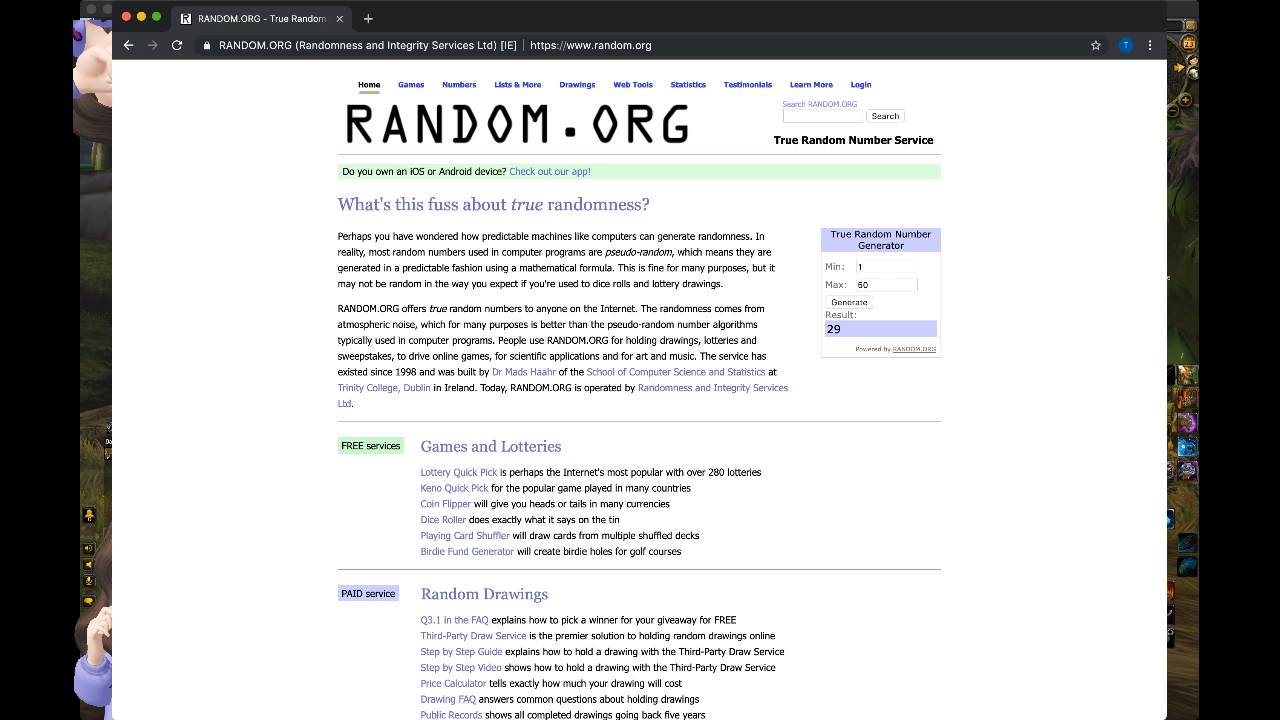 RANDOM.ORG - True Random
RANDOM.ORG (Randomness and Integrity Services Ltd) [IE] https://www.random.org
T
23
Home Games Numbers Lists & More Drawings Web Tools Statistics Testimonials Learn More Login
RANDOM.ORG
Search RANDOM.ORG
Search
True Random Number Service
Do you own an iOS or Android device? Check out our app!
What's this fuss about true randomness?
Perhaps you have wondered how predictable machines like computers can generate randomness. In
reality, most random numbers used in computer programs are pseudo-random, which means they are
generated in a predictable fashion using a mathematical formula. This is fine for many purposes, but it
may not be random in the way you expect if you're used to dice rolls and lottery drawings.
RANDOM.ORG offers true random numbers to anyone on the Internet. The randomness comes from
atmospheric noise, which for many purposes is better than the pseudo-random number algorithms
typically used in computer programs. People use RANDOM.ORG for holding drawings, lotteries and
sweepstakes, to drive online games, for scientific applications and for art and music. The service has
existed since 1998 and was built by Dr Mads Haahr of the School of Computer Science and Statistics at
Trinity College, Dublin in Ireland. Today, RANDOM.ORG is operated by Randomness and Integrity Services
Ltd.
True Random Number
Generator
Min: 1
Max: 50
Generate
Result:
29
Powered by RANDOM.ORG
FREE services
Games and Lotteries
Lottery Quick Pick is perhaps the Internet's most popular with over 280 lotteries
Keno Quick Pick for the popular game played in many countries
Coin Flipper will give you heads or tails in many currencies
Dice Roller does exactly what it says on the tin
Playing Card Shuffler will draw cards from multiple shuffled decks
Birdie Fund Generator will create birdie holes for golf courses
PAID service
Random Drawings
Q3.1 in the FAQ explains how to pick a winner for your giveaway for FREE
Third-Party Draw Service is the premier solution to holding random drawings online
Step by Step Guide explains how to hold a drawing with the Third-Party Draw Service
Step by Step Video shows how to hold a drawing with the Third-Party Draw Service
Price Calculator tells exactly how much your drawing will cost
Drawing FAQ answers common questions about holding drawings
Public Records shows all completed drawings going back five years